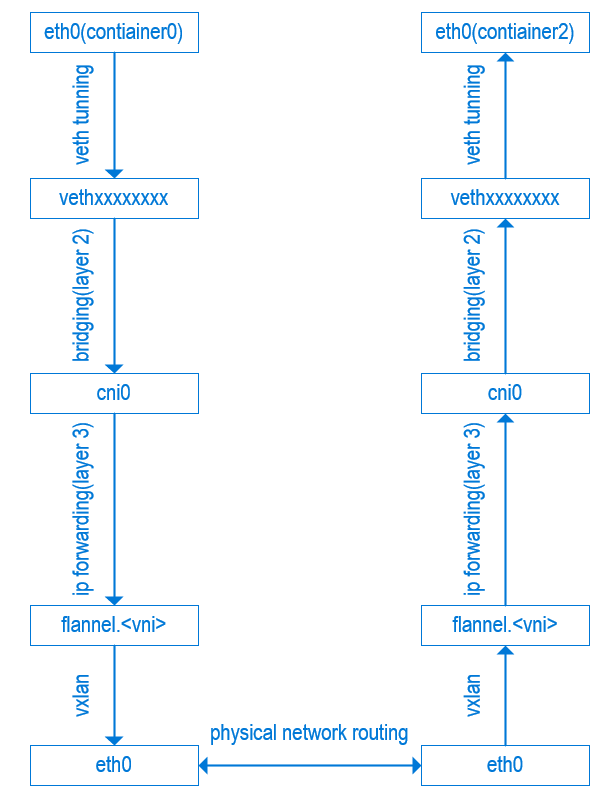 eth0(contiainer0)
veth tunning
vethxxxxxxxx
bridging(layer 2)
cni0
ip forwarding(layer 3)
flannel.<vni>
vxlan
eth0
physical network routing
eth0(contiainer2)
veth tunning
vethxxxxxxxx
bridging(layer 2)
cni0
ip forwarding(layer 3)
flannel.<vni>
vxlan
eth0